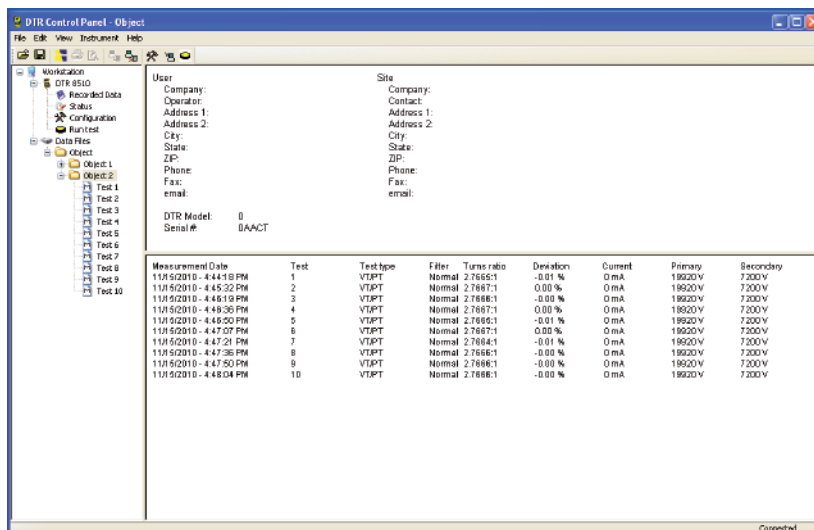 DTR Control Panel - Object
File Edit View Instrument Help
Workstation
DTR 8510
Recorded Data
Status
Configuration
Run test
Data Files
Object
Object 1
Object 2
Test 1
Test 2
Test 3
Test 4
Test 5
Test 6
Test 7
Test 8
Test 9
Test 10
User
Company:
Operator:
Address 1:
Address 2:
City:
State:
ZIP:
Phone:
Fax:
email:
Site
Company:
Contact:
Address 1:
Address 2:
City:
State:
ZIP:
Phone:
Fax:
email:
DTR Model: 0
Serial #: 0AACT
Measurement Date Test Test type Filter Turns ratio Deviation Current Primary Secondary
11/15/2010 - 4:44:18 PM 1 VT/PT Normal 2.7665:1 -0.01 % 0 mA 19920 V 7200 V
11/15/2010 - 4:45:32 PM 2 VT/PT Normal 2.7667:1 0.00 % 0 mA 19920 V 7200 V
11/15/2010 - 4:46:19 PM 3 VT/PT Normal 2.7666:1 -0.00 % 0 mA 19920 V 7200 V
11/15/2010 - 4:46:36 PM 4 VT/PT Normal 2.7667:1 0.00 % 0 mA 19920 V 7200 V
11/15/2010 - 4:46:50 PM 5 VT/PT Normal 2.7665:1 -0.01 % 0 mA 19920 V 7200 V
11/15/2010 - 4:47:07 PM 6 VT/PT Normal 2.7667:1 0.00 % 0 mA 19920 V 7200 V
11/15/2010 - 4:47:21 PM 7 VT/PT Normal 2.7664:1 -0.01 % 0 mA 19920 V 7200 V
11/15/2010 - 4:47:36 PM 8 VT/PT Normal 2.7666:1 -0.00 % 0 mA 19920 V 7200 V
11/15/2010 - 4:47:50 PM 9 VT/PT Normal 2.7666:1 -0.00 % 0 mA 19920 V 7200 V
11/15/2010 - 4:48:04 PM 10 VT/PT Normal 2.7666:1 -0.00 % 0 mA 19920 V 7200 V
Connected